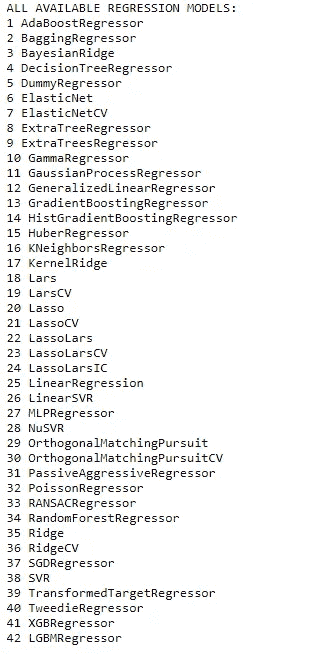 ALL AVAILABLE REGRESSION MODELS:
1 AdaBoostRegressor
2 BaggingRegressor
3 BayesianRidge
4 DecisionTreeRegressor
5 DummyRegressor
6 ElasticNet
7 ElasticNetCV
8 ExtraTreeRegressor
9 ExtraTreesRegressor
10 GammaRegressor
11 GaussianProcessRegressor
12 GeneralizedLinearRegressor
13 GradientBoostingRegressor
14 HistGradientBoostingRegressor
15 HuberRegressor
16 KNeighborsRegressor
17 KernelRidge
18 Lars
19 LarsCV
20 Lasso
21 LassoCV
22 LassoLars
23 LassoLarsCV
24 LassoLarsIC
25 LinearRegression
26 LinearSVR
27 MLPRegressor
28 NuSVR
29 OrthogonalMatchingPursuit
30 OrthogonalMatchingPursuitCV
31 PassiveAggressiveRegressor
32 PoissonRegressor
33 RANSACRegressor
34 RandomForestRegressor
35 Ridge
36 RidgeCV
37 SGDRegressor
38 SVR
39 TransformedTargetRegressor
40 TweedieRegressor
41 XGBRegressor
42 LGBMRegressor